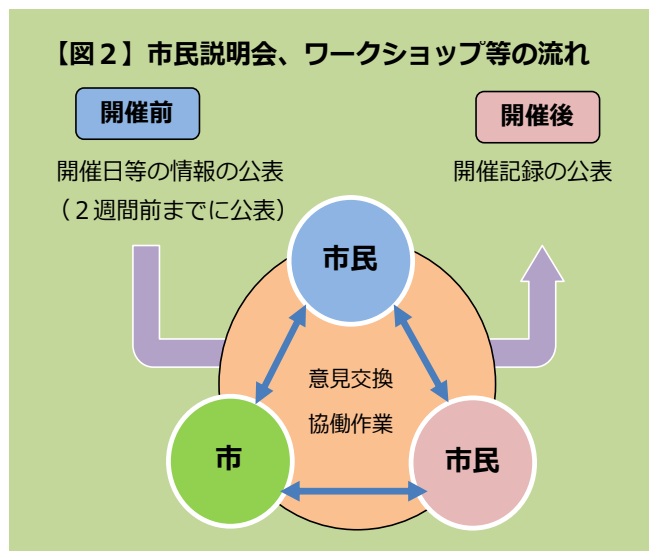 【図２】市民説明会、ワークショップ等の流れ
開催前
開催日等の情報の公表
（２週間前までに公表）
開催後
開催記録の公表
市民
意見交換
協働作業
市
市民